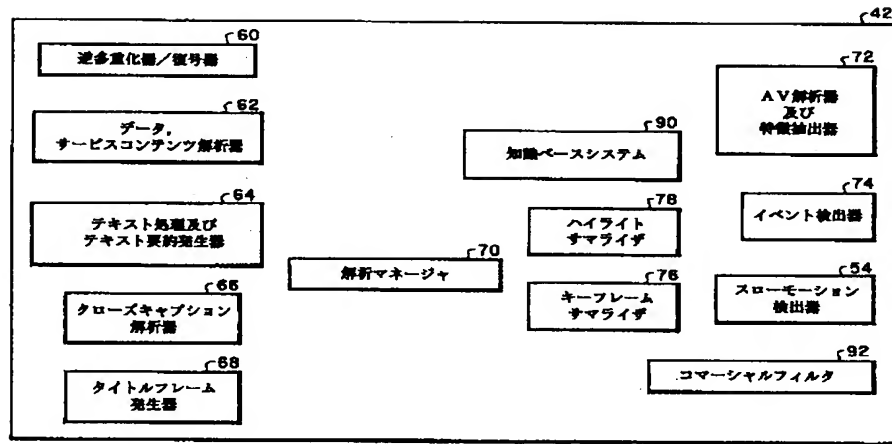 42
60
逆多重化器／復号器
62
データ,
サービスコンテンツ解析器
64
テキスト処理及び
テキスト要約発生器
66
クローズキャプション
解析器
68
タイトルフレーム
発生器
70
解析マネージャ
90
知識ベースシステム
78
ハイライト
サマライザ
76
キーフレーム
サマライザ
72
AV解析器
及び
特徴抽出器
74
イベント検出器
54
スローモーション
検出器
92
コマーシャルフィルタ